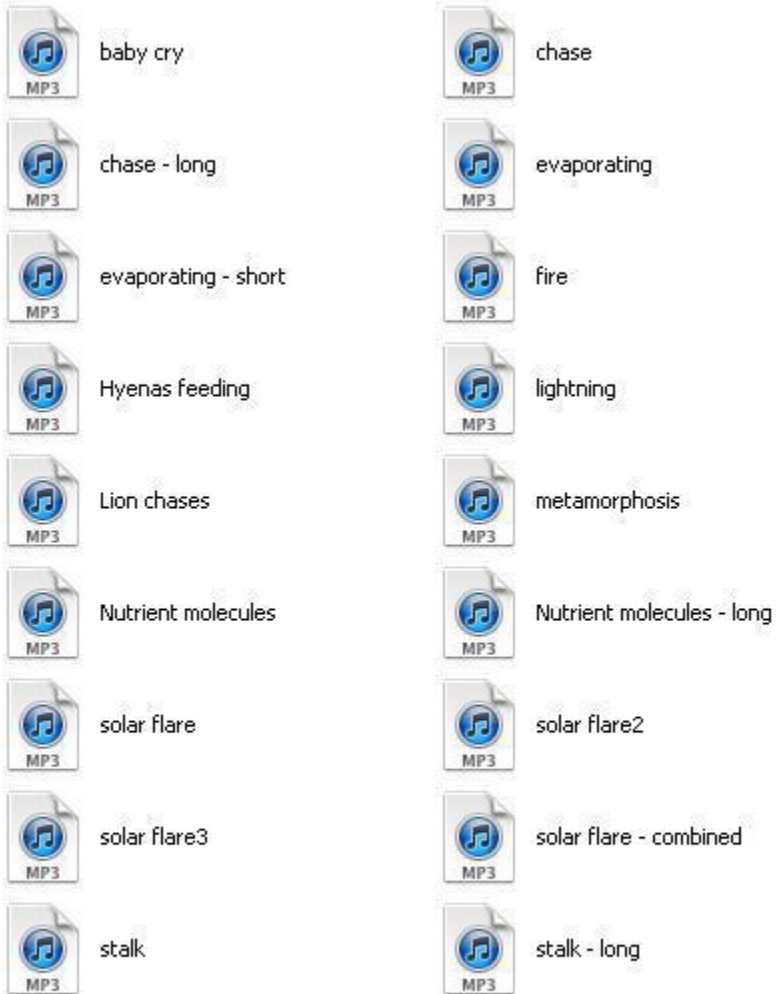 baby cry
MP3
chase
MP3
chase - long
MP3
evaporating
MP3
evaporating - short
MP3
fire
MP3
Hyenas feeding
MP3
lightning
MP3
Lion chases
MP3
metamorphosis
MP3
Nutrient molecules
MP3
Nutrient molecules - long
MP3
solar flare
MP3
solar flare2
MP3
solar flare3
MP3
solar flare - combined
MP3
stalk
MP3
stalk - long
MP3